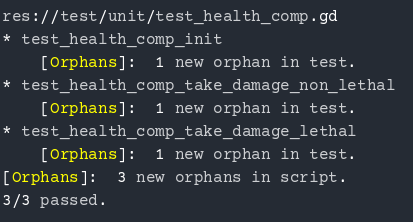 res://test/unit/test_health_comp.gd
* test_health_comp_init
    [Orphans]:  1 new orphan in test.
* test_health_comp_take_damage_non_lethal
    [Orphans]:  1 new orphan in test.
* test_health_comp_take_damage_lethal
    [Orphans]:  1 new orphan in test.
[Orphans]:  3 new orphans in script.
3/3 passed.